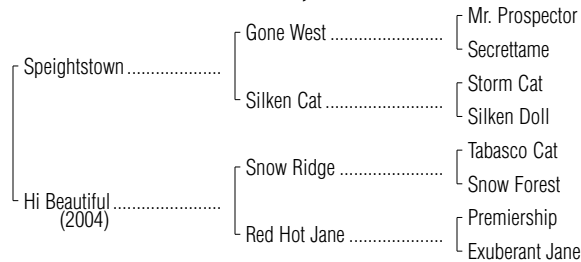 Mr. Prospector
Gone West ......................
Secrettame
Speightstown ...................
Storm Cat
Silken Cat ........................
Silken Doll
Tabasco Cat
Snow Ridge .....................
Snow Forest
Hi Beautiful ......................
(2004)
Premiership
Red Hot Jane ....................
Exuberant Jane